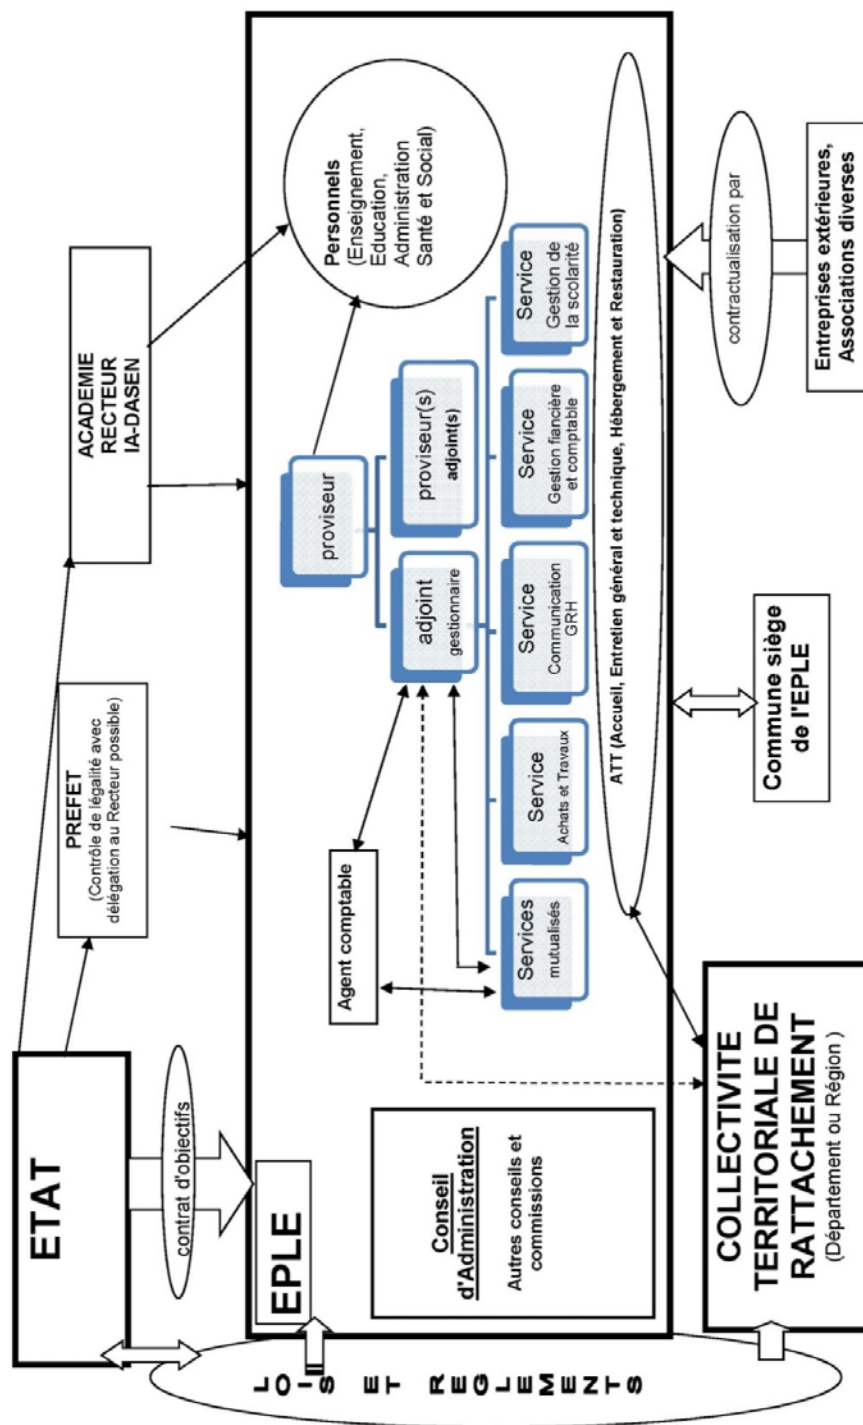 ETAT
PREFET
(Contrôle de légalité avec
délégation au Recteur possible)
ACADEMIE
RECTEUR
IA-DASEN
contrat d'objectifs
LOIS ET REGLEMENTS
EPLE
Conseil
d'Administration
Autres conseils et
commissions
Agent comptable
proviseur
adjoint
gestionnaire
proviseur(s)
adjoint(s)
Personnels
(Enseignement,
Education,
Administration
Santé et Social)
Services
mutualisés
Service
Achats et Travaux
Service
Communication
GRH
Service
Gestion fiancière
et comptable
Service
Gestion de
la scolarité
ATT (Accueil, Entretien général et technique, Hébergement et Restauration)
COLLECTIVITE
TERRITORIALE DE
RATTACHEMENT
(Département ou Région )
Commune siège
de l'EPLE
contractualisation par
Entreprises extérieures,
Associations diverses